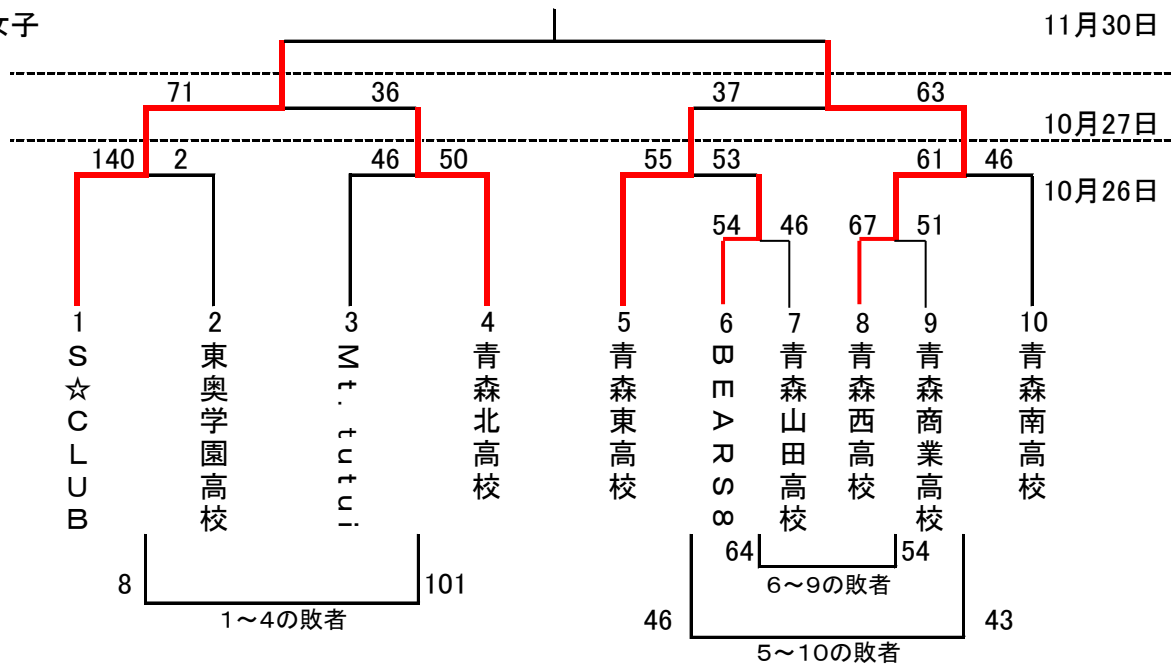 女子
11月30日
71 36 37 63
10月27日
140 2 46 50 55 53 61 46
10月26日
54 46 67 51
1 2 3 4 5 6 7 8 9 10
S☆CLUB
東奥学園高校
Mt.tutui
青森北高校
青森東高校
BEARS8
青森山田高校
青森西高校
青森商業高校
青森南高校
64 54
6~9の敗者
8 101
1~4の敗者
46 43
5~10の敗者